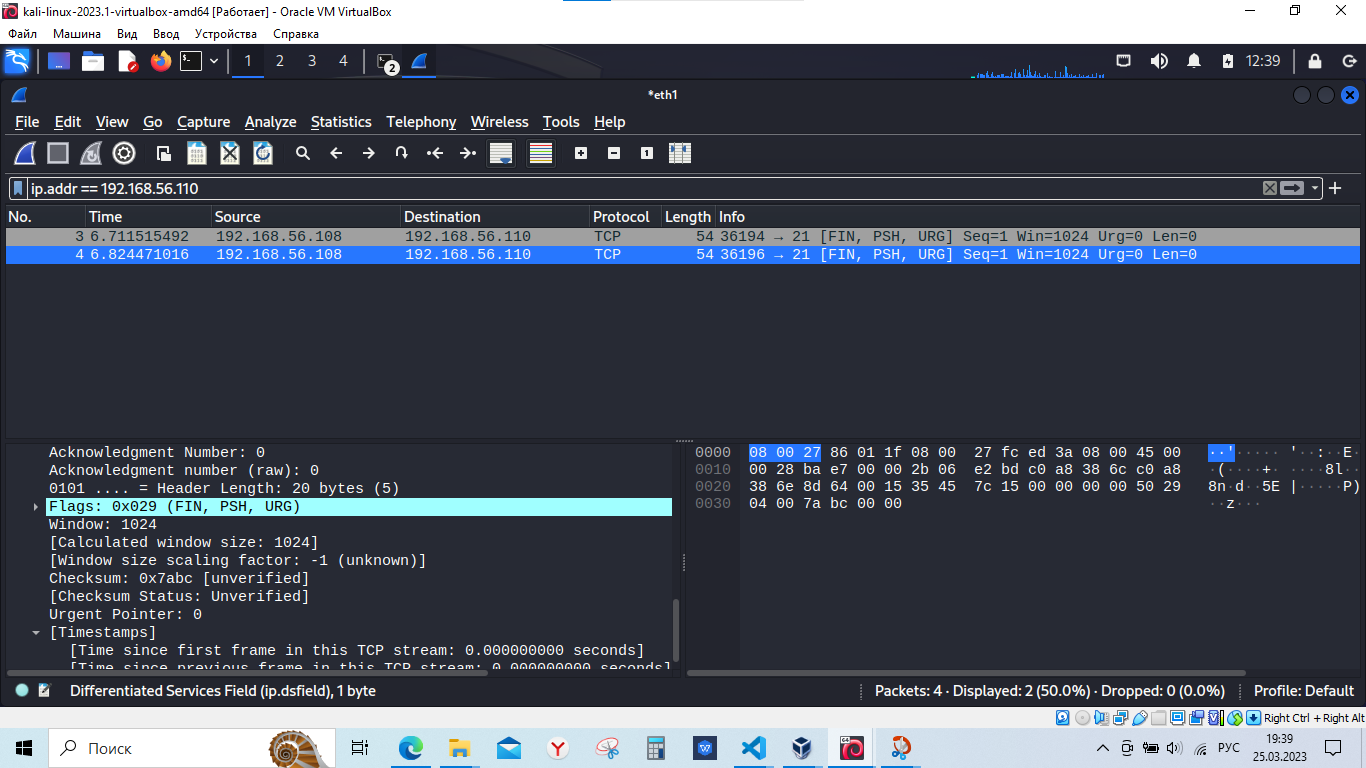 kali-linux-2023.1-virtualbox-amd64 [Работает] - Oracle VM VirtualBox
Файл Машина Вид Ввод Устройства Справка
1 2 3 4 2 12:39
*eth1
File Edit View Go Capture Analyze Statistics Telephony Wireless Tools Help
ip.addr == 192.168.56.110
No. Time Source Destination Protocol Length Info
3 6.711515492 192.168.56.108 192.168.56.110 TCP 54 36194 → 21 [FIN, PSH, URG] Seq=1 Win=1024 Urg=0 Len=0
4 6.824471016 192.168.56.108 192.168.56.110 TCP 54 36196 → 21 [FIN, PSH, URG] Seq=1 Win=1024 Urg=0 Len=0
Acknowledgment Number: 0
Acknowledgment number (raw): 0
0101 .... = Header Length: 20 bytes (5)
Flags: 0x029 (FIN, PSH, URG)
Window: 1024
[Calculated window size: 1024]
[Window size scaling factor: -1 (unknown)]
Checksum: 0x7abc [unverified]
[Checksum Status: Unverified]
Urgent Pointer: 0
[Timestamps]
[Time since first frame in this TCP stream: 0.000000000 seconds]
[Time since previous frame in this TCP stream: 0.000000000 seconds]
0000 08 00 27 86 01 1f 08 00 27 fc ed 3a 08 00 45 00 ··'····· '··:··E·
0010 00 28 ba e7 00 00 2b 06 e2 bd c0 a8 38 6c c0 a8 ·(····+· ····8l··
0020 38 6e 8d 64 00 15 35 45 7c 15 00 00 00 00 50 29 8n·d··5E |·····P)
0030 04 00 7a bc 00 00 ··z···
Differentiated Services Field (ip.dsfield), 1 byte
Packets: 4 · Displayed: 2 (50.0%) · Dropped: 0 (0.0%)
Profile: Default
Right Ctrl + Right Alt
Поиск
РУС
19:39
25.03.2023